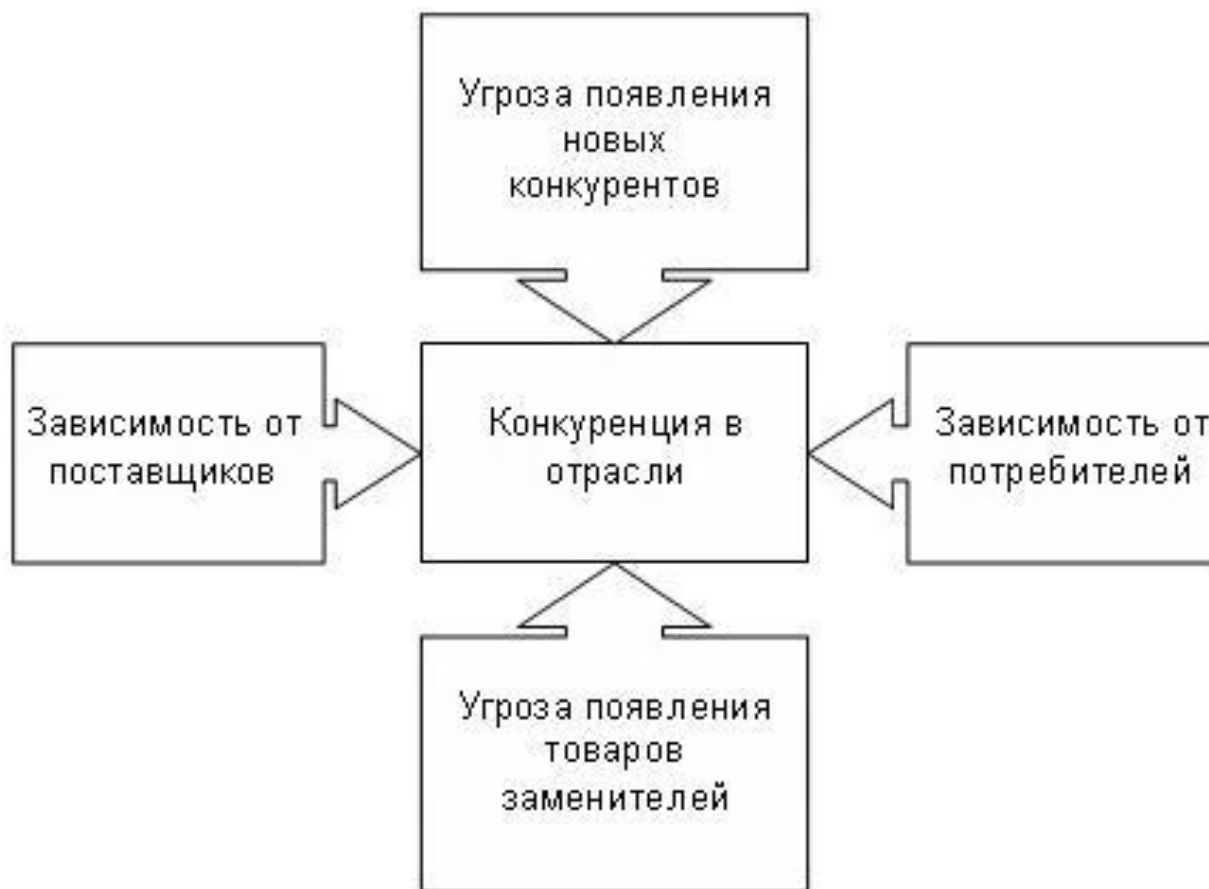 Угроза появления
новых
конкурентов
Зависимость от
поставщиков
Конкуренция в
отрасли
Зависимость от
потребителей
Угроза появления
товаров
заменителей